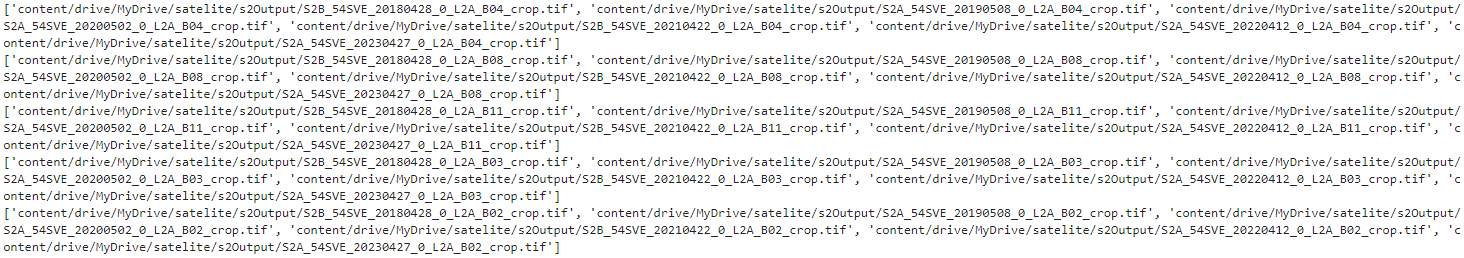 ['content/drive/MyDrive/satelite/s2Output/S2B_54SVE_20180428_0_L2A_B04_crop.tif', 'content/drive/MyDrive/satelite/s2Output/S2A_54SVE_20190508_0_L2A_B04_crop.tif', 'content/drive/MyDrive/satelite/s2Output/
S2A_54SVE_20200502_0_L2A_B04_crop.tif', 'content/drive/MyDrive/satelite/s2Output/S2B_54SVE_20210422_0_L2A_B04_crop.tif', 'content/drive/MyDrive/satelite/s2Output/S2A_54SVE_20220412_0_L2A_B04_crop.tif', 'c
ontent/drive/MyDrive/satelite/s2Output/S2A_54SVE_20230427_0_L2A_B04_crop.tif']
['content/drive/MyDrive/satelite/s2Output/S2B_54SVE_20180428_0_L2A_B08_crop.tif', 'content/drive/MyDrive/satelite/s2Output/S2A_54SVE_20190508_0_L2A_B08_crop.tif', 'content/drive/MyDrive/satelite/s2Output/
S2A_54SVE_20200502_0_L2A_B08_crop.tif', 'content/drive/MyDrive/satelite/s2Output/S2B_54SVE_20210422_0_L2A_B08_crop.tif', 'content/drive/MyDrive/satelite/s2Output/S2A_54SVE_20220412_0_L2A_B08_crop.tif', 'c
ontent/drive/MyDrive/satelite/s2Output/S2A_54SVE_20230427_0_L2A_B08_crop.tif']
['content/drive/MyDrive/satelite/s2Output/S2B_54SVE_20180428_0_L2A_B11_crop.tif', 'content/drive/MyDrive/satelite/s2Output/S2A_54SVE_20190508_0_L2A_B11_crop.tif', 'content/drive/MyDrive/satelite/s2Output/
S2A_54SVE_20200502_0_L2A_B11_crop.tif', 'content/drive/MyDrive/satelite/s2Output/S2B_54SVE_20210422_0_L2A_B11_crop.tif', 'content/drive/MyDrive/satelite/s2Output/S2A_54SVE_20220412_0_L2A_B11_crop.tif', 'c
ontent/drive/MyDrive/satelite/s2Output/S2A_54SVE_20230427_0_L2A_B11_crop.tif']
['content/drive/MyDrive/satelite/s2Output/S2B_54SVE_20180428_0_L2A_B03_crop.tif', 'content/drive/MyDrive/satelite/s2Output/S2A_54SVE_20190508_0_L2A_B03_crop.tif', 'content/drive/MyDrive/satelite/s2Output/
S2A_54SVE_20200502_0_L2A_B03_crop.tif', 'content/drive/MyDrive/satelite/s2Output/S2B_54SVE_20210422_0_L2A_B03_crop.tif', 'content/drive/MyDrive/satelite/s2Output/S2A_54SVE_20220412_0_L2A_B03_crop.tif', 'c
ontent/drive/MyDrive/satelite/s2Output/S2A_54SVE_20230427_0_L2A_B03_crop.tif']
['content/drive/MyDrive/satelite/s2Output/S2B_54SVE_20180428_0_L2A_B02_crop.tif', 'content/drive/MyDrive/satelite/s2Output/S2A_54SVE_20190508_0_L2A_B02_crop.tif', 'content/drive/MyDrive/satelite/s2Output/
S2A_54SVE_20200502_0_L2A_B02_crop.tif', 'content/drive/MyDrive/satelite/s2Output/S2B_54SVE_20210422_0_L2A_B02_crop.tif', 'content/drive/MyDrive/satelite/s2Output/S2A_54SVE_20220412_0_L2A_B02_crop.tif', 'c
ontent/drive/MyDrive/satelite/s2Output/S2A_54SVE_20230427_0_L2A_B02_crop.tif']